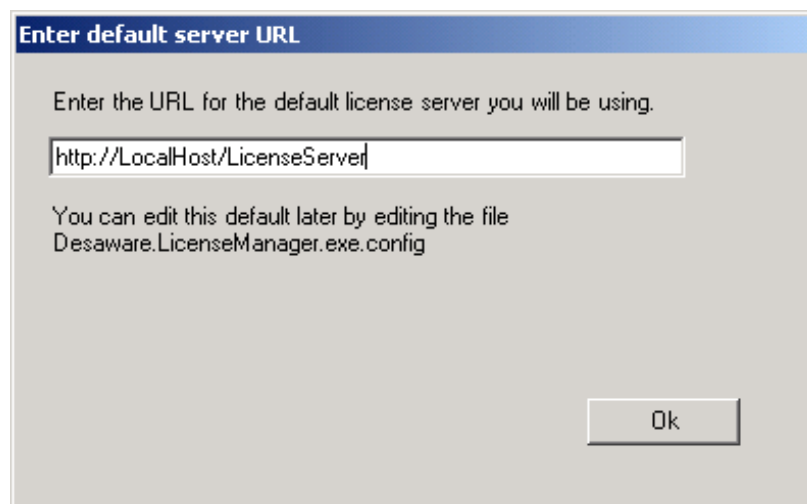 Enter default server URL
Enter the URL for the default license server you will be using.
http://LocalHost/LicenseServer
You can edit this default later by editing the file
Desaware.LicenseManager.exe.config
Ok